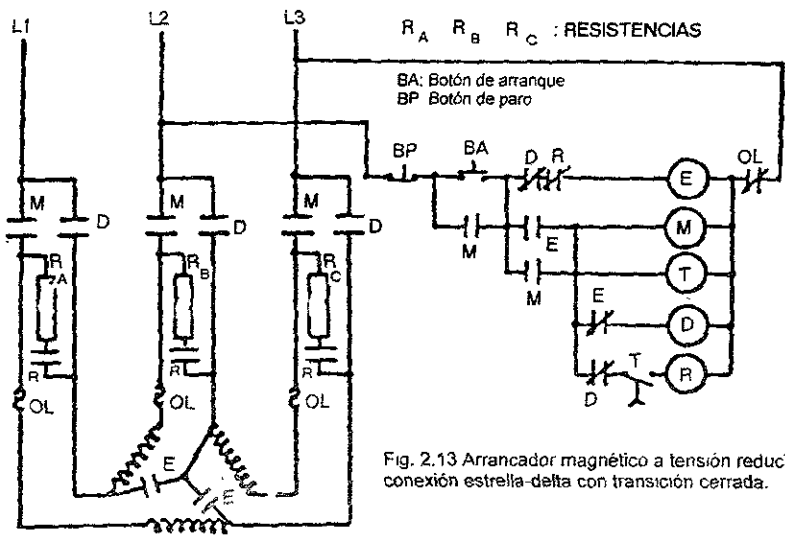 L1
L2
L3
R A R B R C : RESISTENCIAS
BA: Botón de arranque
BP Botón de paro
BP
BA
D
R
E
OL
M
D
M
D
M
D
M
E
M
M
T
R A
R B
R C
E
D
R
R
R
D
T
R
OL
OL
OL
E
E
Fig. 2.13 Arrancador magnético a tensión reduc
conexión estrella-delta con transición cerrada.